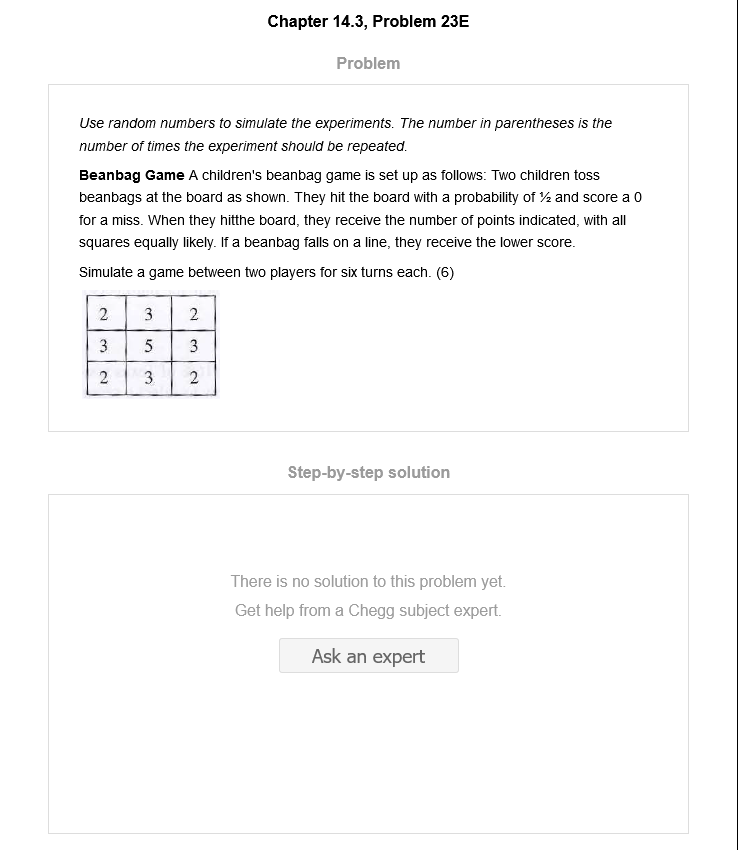 Chapter 14.3, Problem 23E
Problem
Use random numbers to simulate the experiments. The number in parentheses is the
number of times the experiment should be repeated.
Beanbag Game A children's beanbag game is set up as follows: Two children toss
beanbags at the board as shown. They hit the board with a probability of ½ and score a 0
for a miss. When they hitthe board, they receive the number of points indicated, with all
squares equally likely. If a beanbag falls on a line, they receive the lower score.
Simulate a game between two players for six turns each. (6)
2 3 2
3 5 3
2 3 2
Step-by-step solution
There is no solution to this problem yet.
Get help from a Chegg subject expert.
Ask an expert